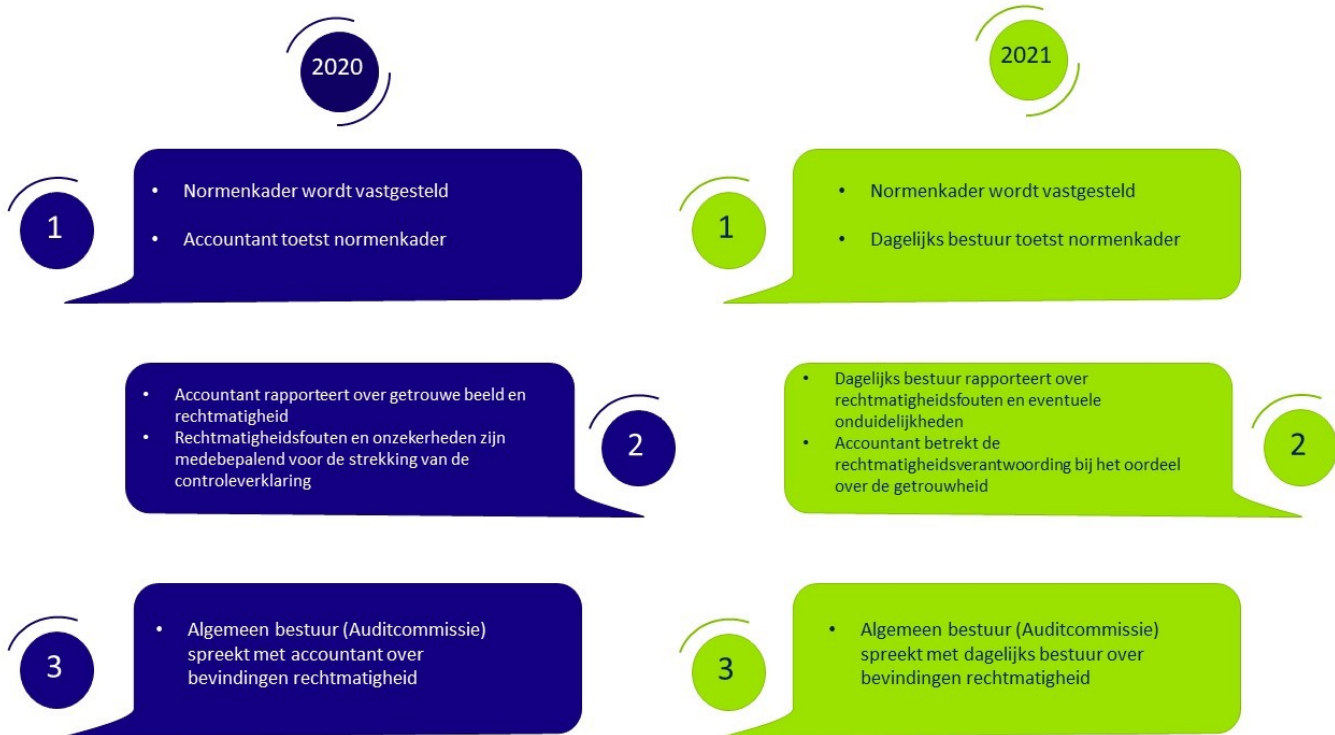 2020
1
• Normenkader wordt vastgesteld
• Accountant toetst normenkader
• Accountant rapporteert over getrouwe beeld en
rechtmatigheid
• Rechtmatigheidsfouten en onzekerheden zijn
medebepalend voor de strekking van de
controleverklaring
2
3
• Algemeen bestuur (Auditcommissie)
spreekt met accountant over
bevindingen rechtmatigheid
2021
1
• Normenkader wordt vastgesteld
• Dagelijks bestuur toetst normenkader
• Dagelijks bestuur rapporteert over
rechtmatigheidsfouten en eventuele
onduidelijkheden
• Accountant betrekt de
rechtmatigheidsverantwoording bij het oordeel
over de getrouwheid
2
3
• Algemeen bestuur (Auditcommissie)
spreekt met dagelijks bestuur over
bevindingen rechtmatigheid